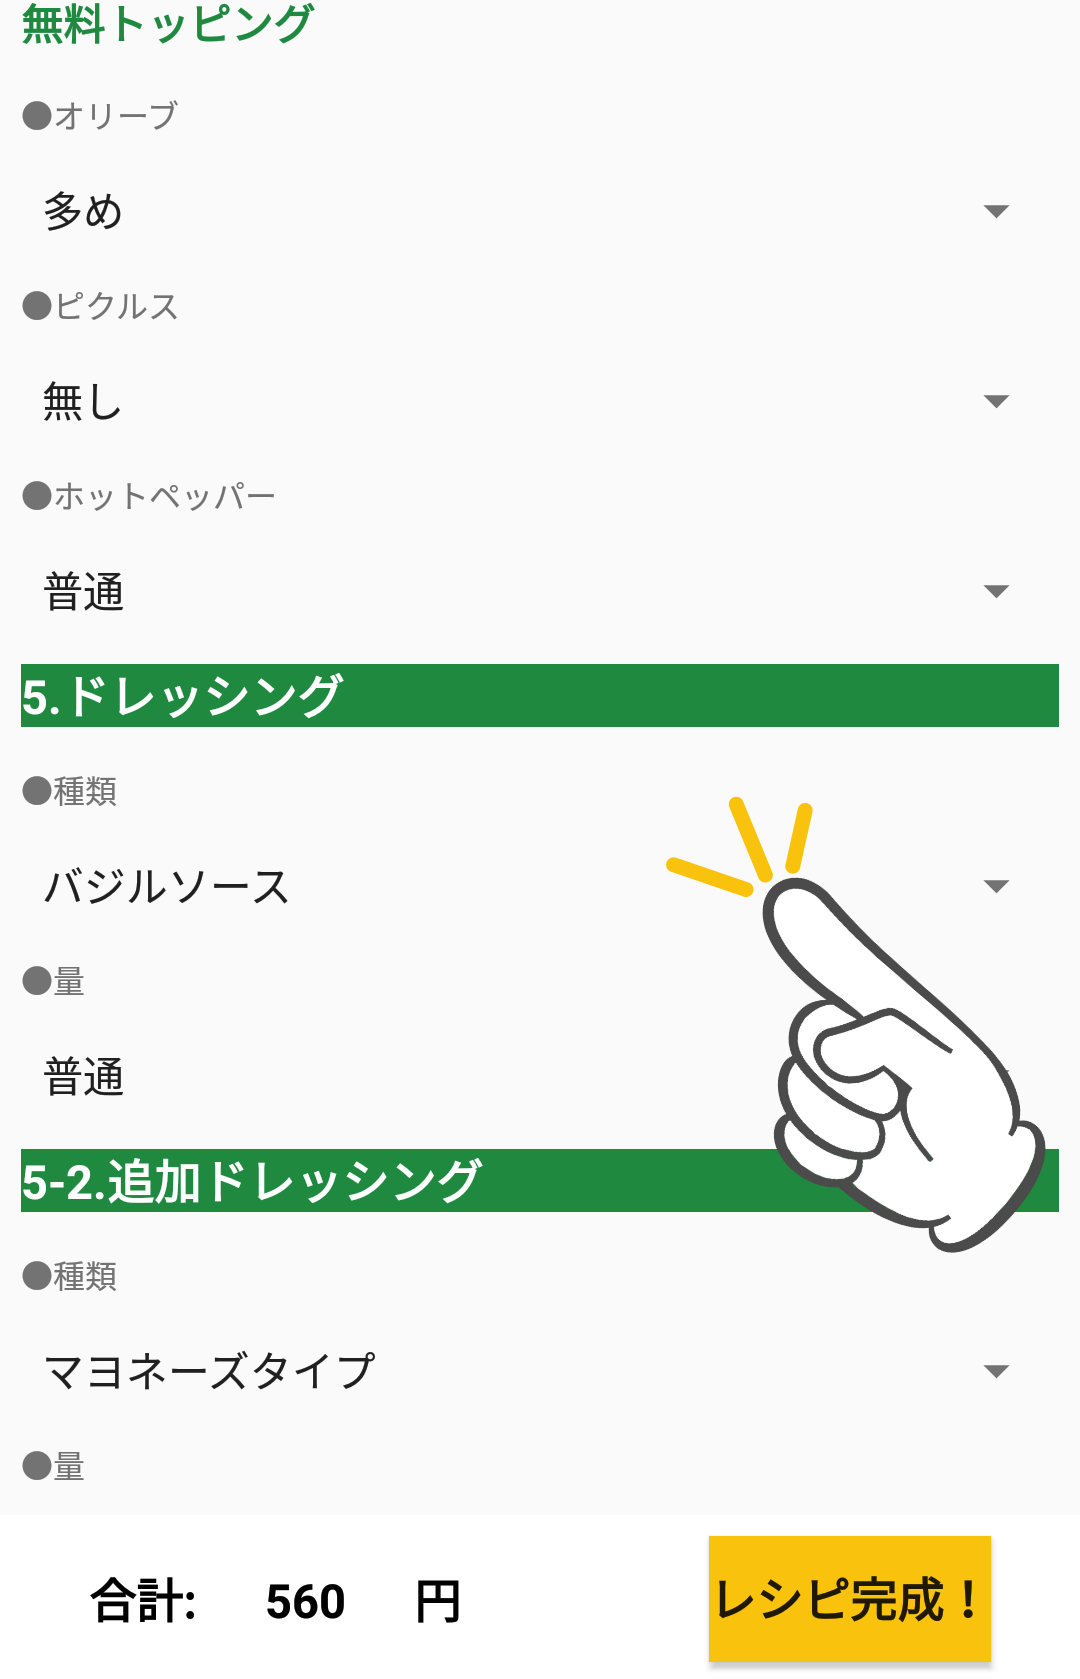 無料トッピング
●オリーブ
多め
●ピクルス
無し
●ホットペッパー
普通
5.ドレッシング
●種類
バジルソース
●量
普通
5-2.追加ドレッシング
●種類
マヨネーズタイプ
●量
合計: 560 円
レシピ完成！